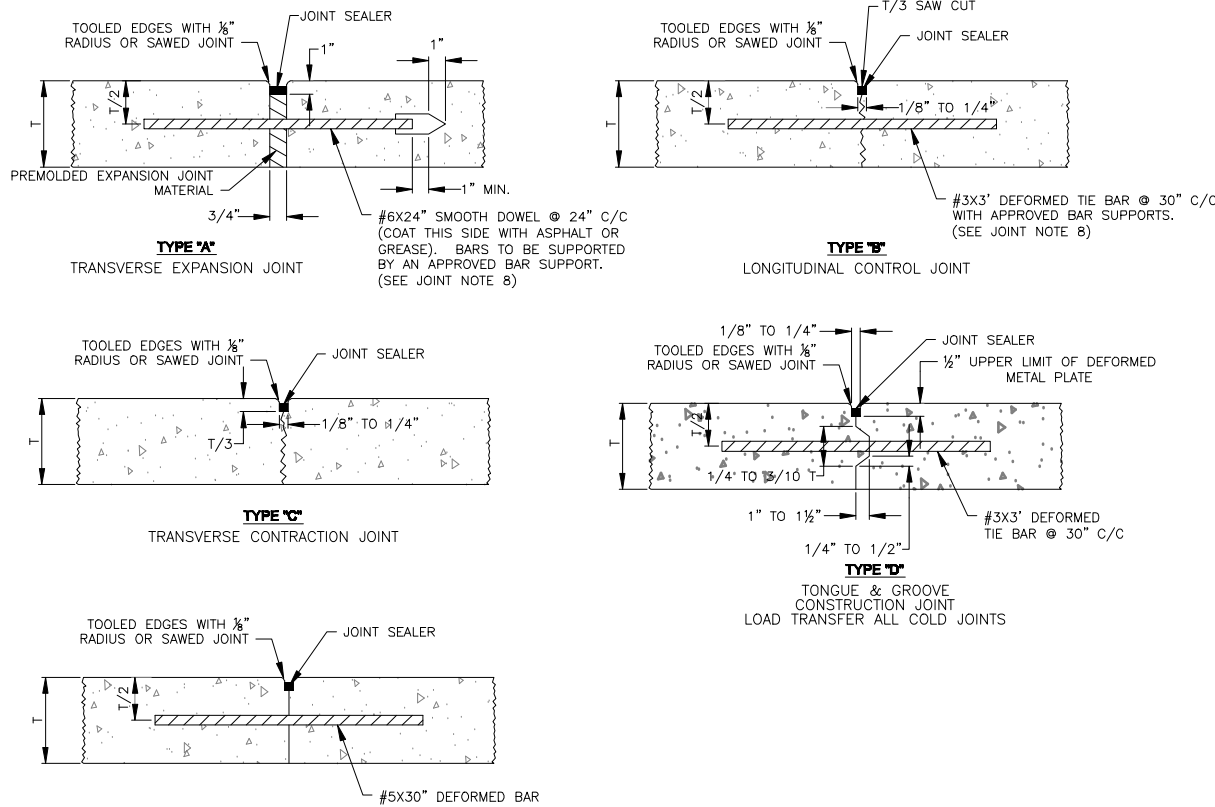 TOOLED EDGES WITH ⅛"
RADIUS OR SAWED JOINT
JOINT SEALER
1"
1"
T/2
T
PREMOLDED EXPANSION JOINT
MATERIAL
3/4"
1" MIN.
#6X24" SMOOTH DOWEL @ 24" C/C
(COAT THIS SIDE WITH ASPHALT OR
GREASE). BARS TO BE SUPPORTED
BY AN APPROVED BAR SUPPORT.
(SEE JOINT NOTE 8)
TYPE "A"
TRANSVERSE EXPANSION JOINT
T/3 SAW CUT
TOOLED EDGES WITH ⅛"
RADIUS OR SAWED JOINT
JOINT SEALER
T/2
T
1/8" TO 1/4"
#3X3' DEFORMED TIE BAR @ 30" C/C
WITH APPROVED BAR SUPPORTS.
(SEE JOINT NOTE 8)
TYPE "B"
LONGITUDINAL CONTROL JOINT
TOOLED EDGES WITH ⅛"
RADIUS OR SAWED JOINT
JOINT SEALER
T
T/3
1/8" TO 1/4"
TYPE "C"
TRANSVERSE CONTRACTION JOINT
1/8" TO 1/4"
TOOLED EDGES WITH ⅛"
RADIUS OR SAWED JOINT
JOINT SEALER
½" UPPER LIMIT OF DEFORMED
METAL PLATE
T/2
T
1/4 TO 3/10 T
1" TO 1½"
1/4" TO 1/2"
#3X3' DEFORMED
TIE BAR @ 30" C/C
TYPE "D"
TONGUE & GROOVE
CONSTRUCTION JOINT
LOAD TRANSFER ALL COLD JOINTS
TOOLED EDGES WITH ⅛"
RADIUS OR SAWED JOINT
JOINT SEALER
T/2
T
#5X30" DEFORMED BAR